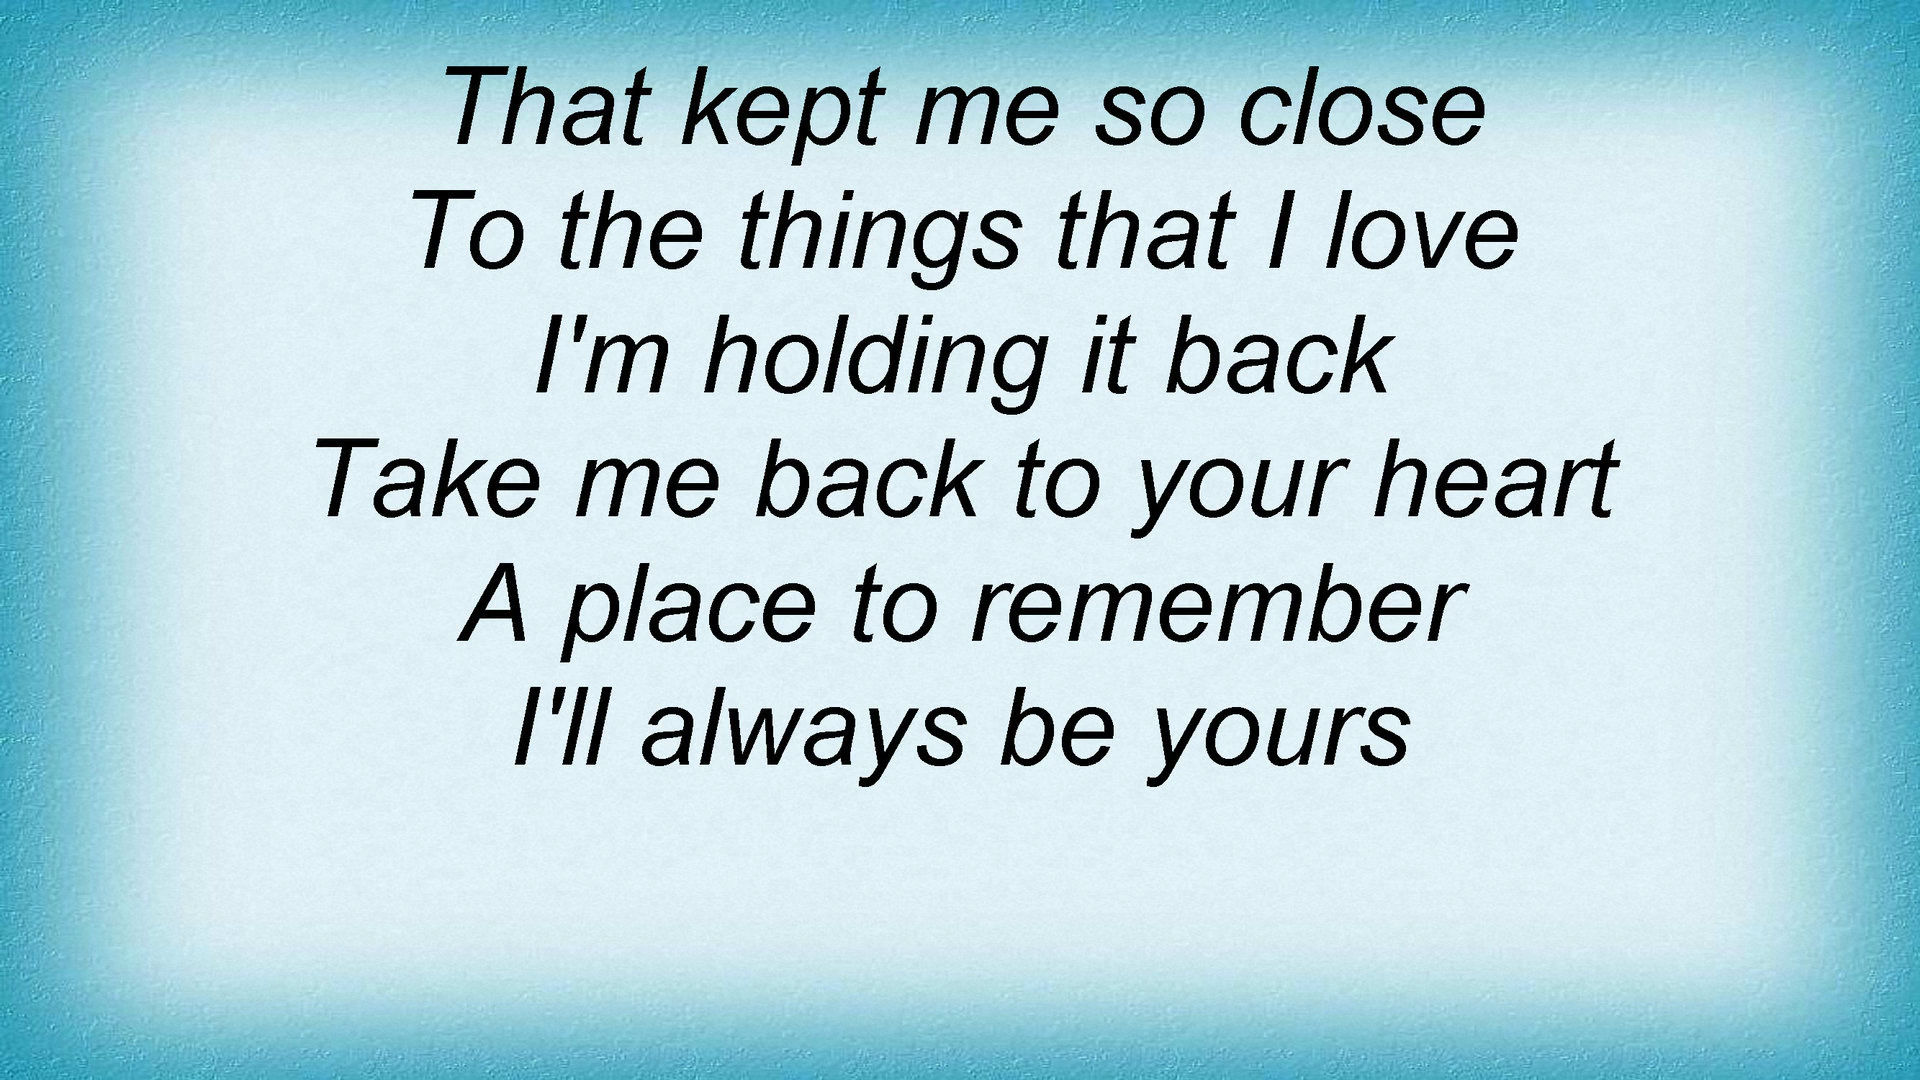 That kept me so close
To the things that I love
I'm holding it back
Take me back to your heart
A place to remember
I'll always be yours